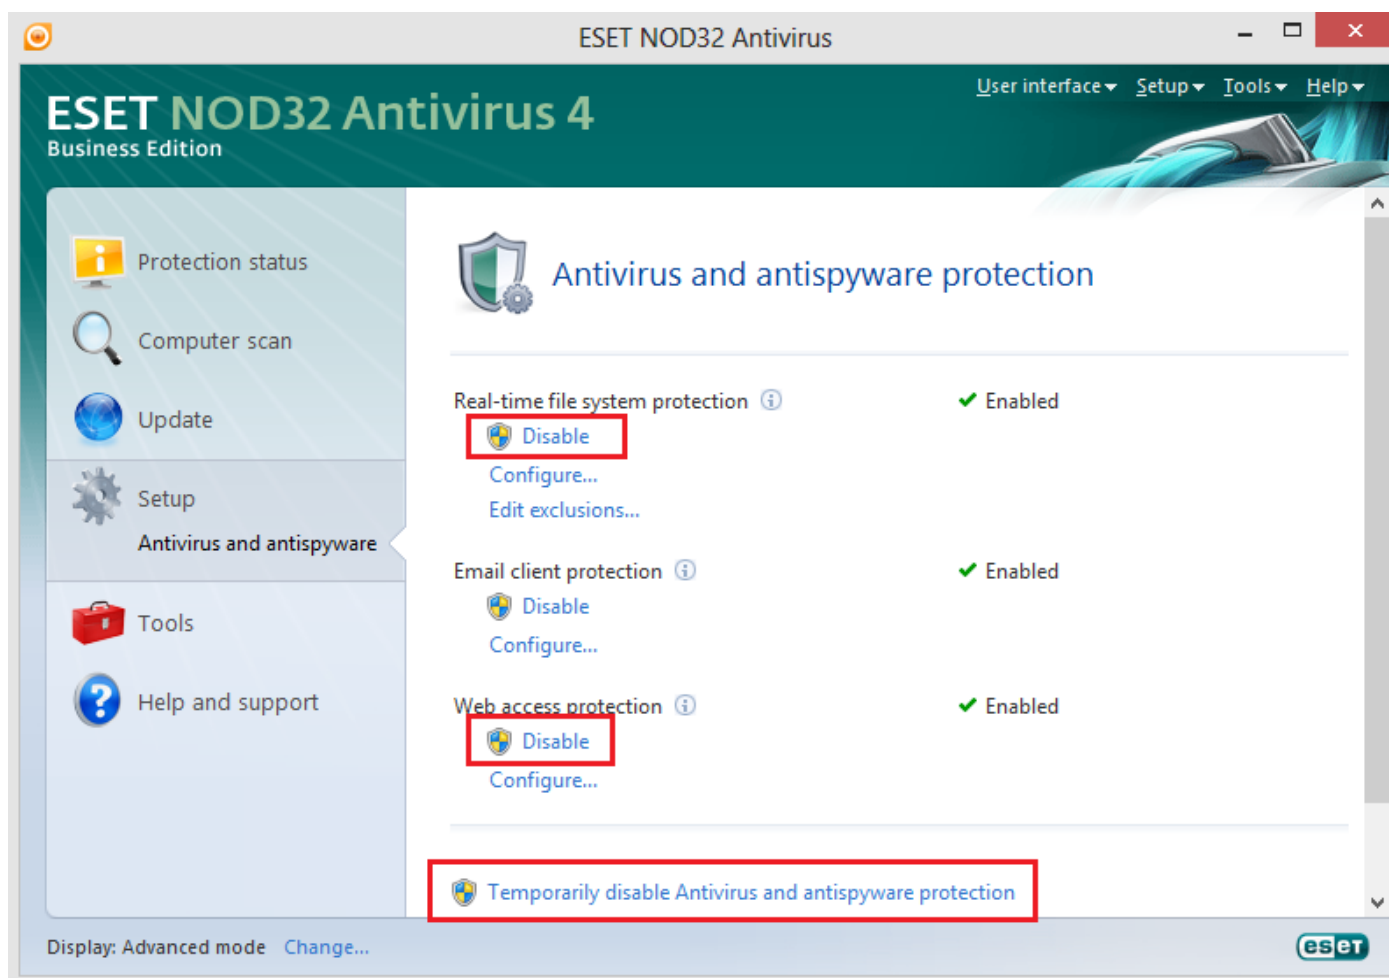 ESET NOD32 Antivirus
User interface Setup Tools Help
ESET NOD32 Antivirus 4
Business Edition
Protection status
Computer scan
Update
Setup
Antivirus and antispyware
Tools
Help and support
Antivirus and antispyware protection
Real-time file system protection Enabled
Disable
Configure...
Edit exclusions...
Email client protection Enabled
Disable
Configure...
Web access protection Enabled
Disable
Configure...
Temporarily disable Antivirus and antispyware protection
Display: Advanced mode Change...
eset